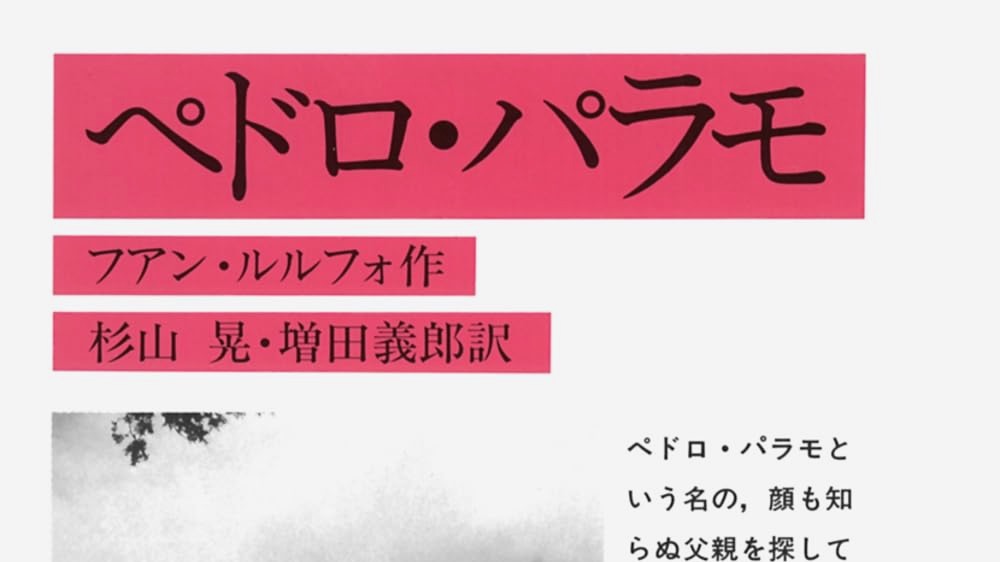 ペドロ・パラモ
フアン・ルルフォ作
杉山 晃・増田義郎訳
ペドロ・パラモと
いう名の，顔も知
らぬ父親を探して